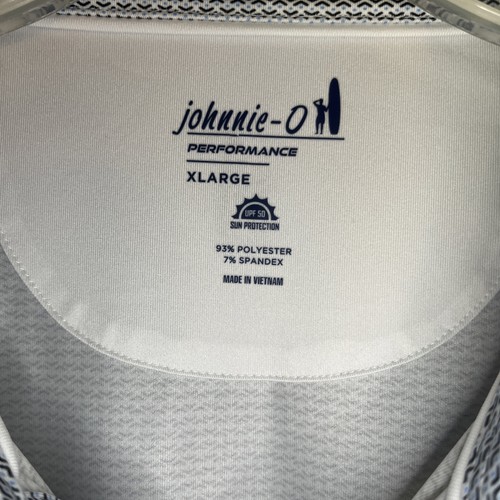 johnnie-O
PERFORMANCE
XLARGE
UPF 50
SUN PROTECTION
93% POLYESTER
7% SPANDEX
MADE IN VIETNAM